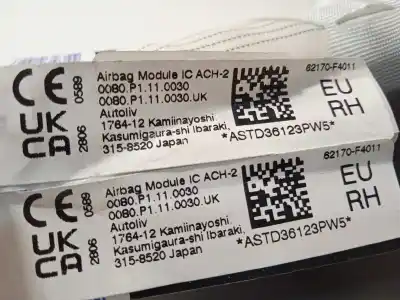 CE 0589
UK CA 2806
Airbag Module IC ACH-2
0080.P1.11.0030
0080.P1.11.0030.UK
Autoliv
1764-12 Kamiinayoshi
Kasumigaura-shi Ibaraki,
315-8520 Japan
62170-F4011
EU
RH
*ASTD36123PW5*
CE 0589
UK CA 2806
Airbag Module IC ACH-2
0080.P1.11.0030
0080.P1.11.0030.UK
Autoliv
1764-12 Kamiinayoshi
Kasumigaura-shi Ibaraki,
315-8520 Japan
62170-F4011
EU
RH
*ASTD36123PW5*